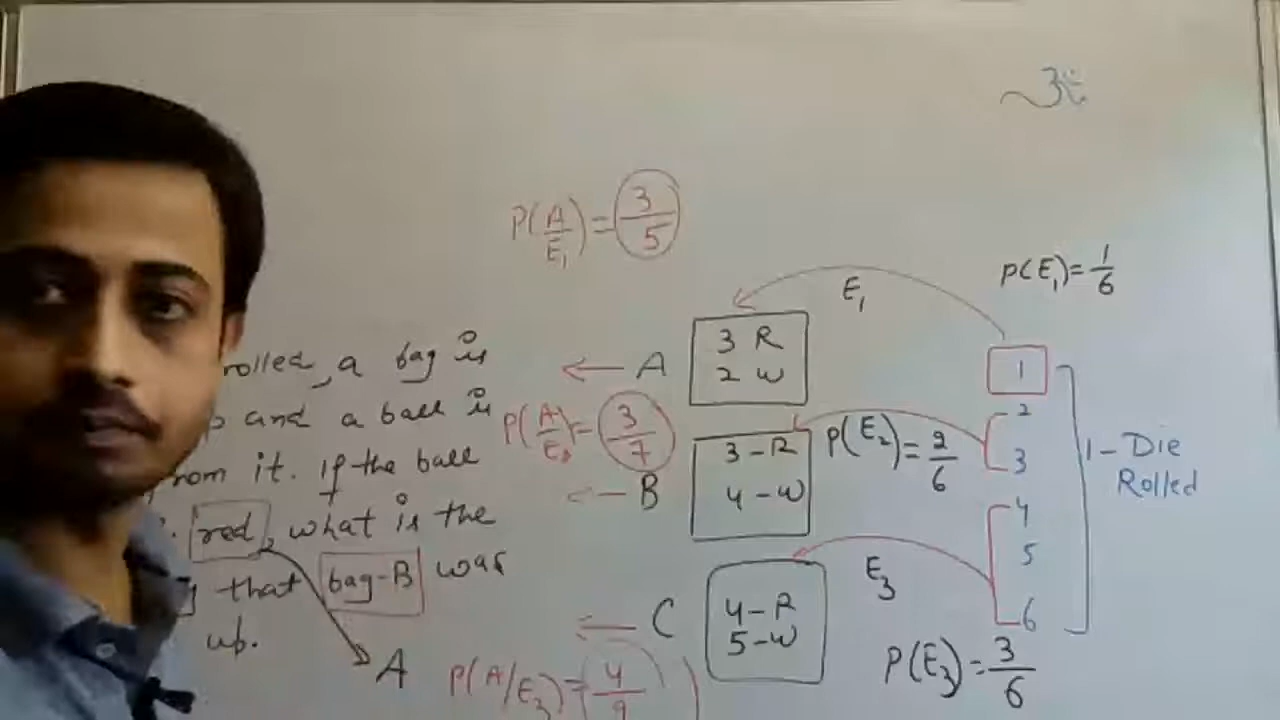 P(A/E₁) = 3/5
P(E₁) = 1/6
E₁
rolled, a bag is
and a ball is
from it. If the ball
red, what is the
that bag-B was
up.
A
A
3 R
2 W
P(A/E₂) = 3/7
B
3-R
4-W
P(E₂) = 2/6
C
4-R
5-W
E₃
P(A/E₃) = 4/9
P(E₃) = 3/6
1
2
3
4
5
6
1-Die
Rolled